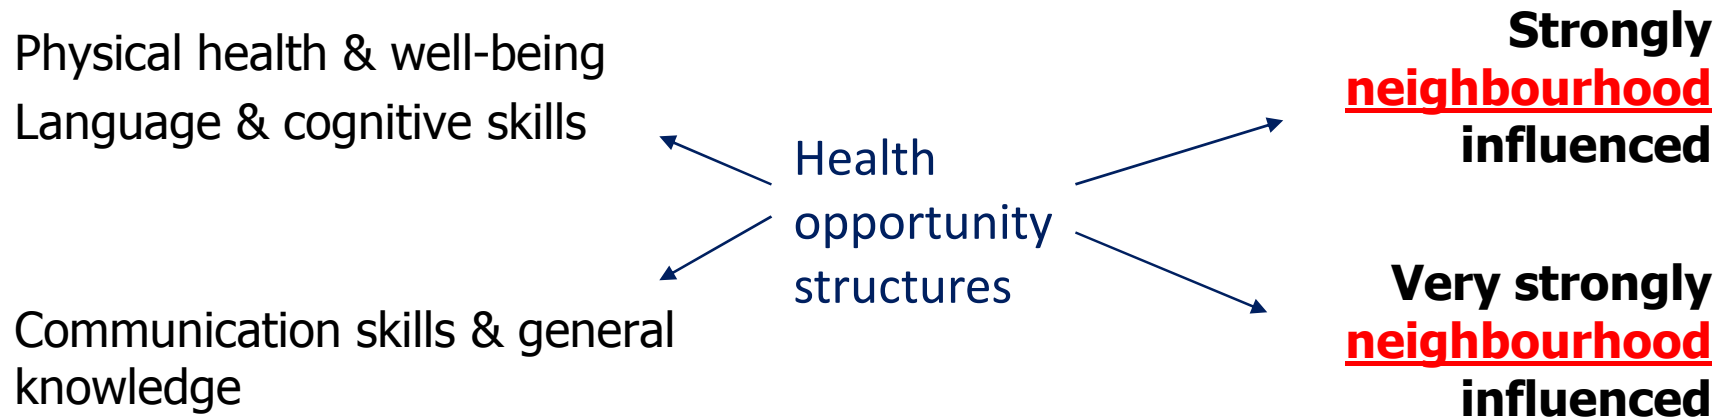 Physical health & well-being
Language & cognitive skills
Communication skills & general
knowledge
Health
opportunity
structures
Strongly
neighbourhood
influenced
Very strongly
neighbourhood
influenced